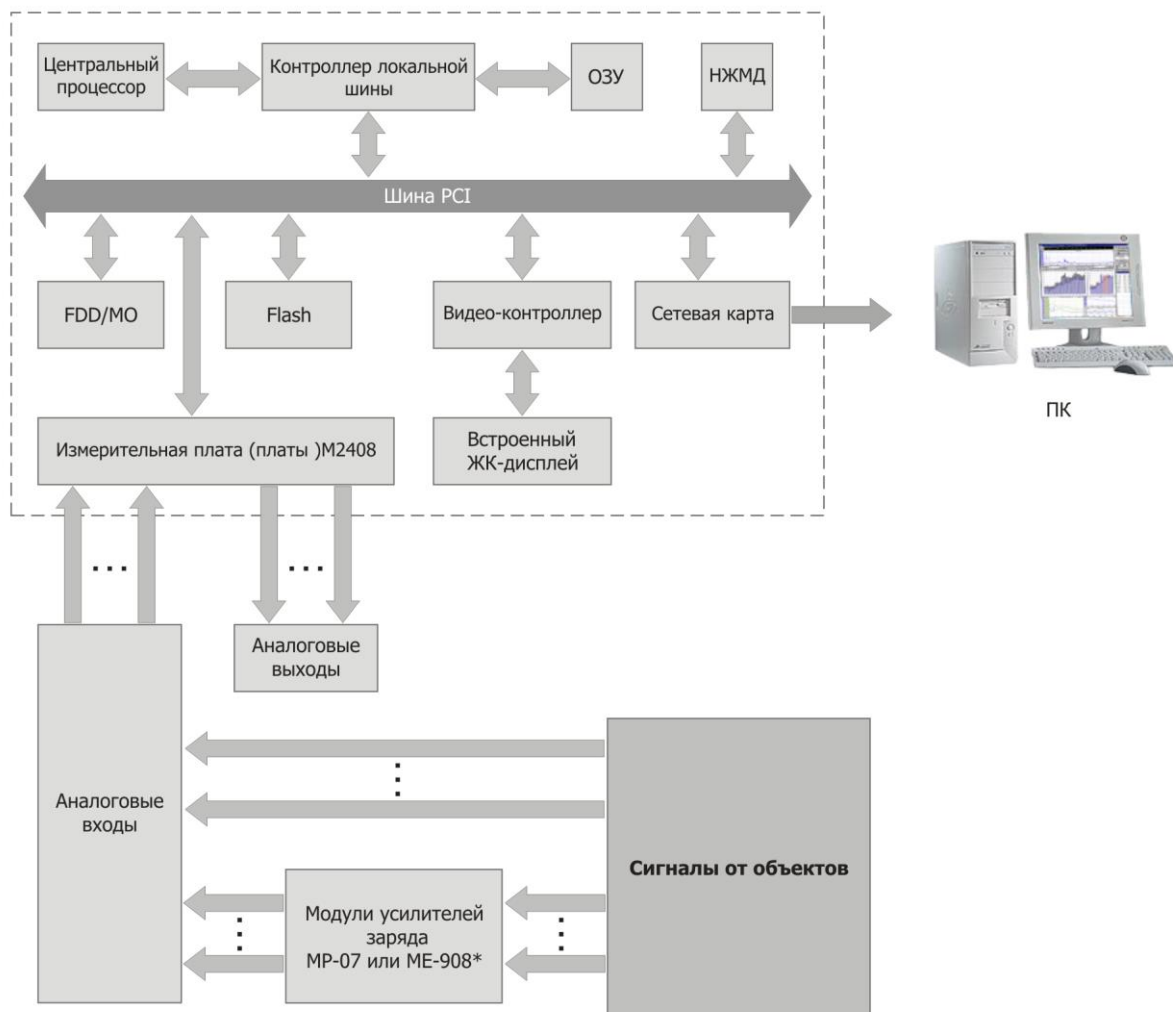 Центральный
процессор
Контроллер локальной
шины
ОЗУ
НЖМД
Шина PCI
FDD/MO
Flash
Видео-контроллер
Сетевая карта
ПК
Измерительная плата (платы )М2408
Встроенный
ЖК-дисплей
Аналоговые
выходы
Аналоговые
входы
Сигналы от объектов
Модули усилителей
заряда
МР-07 или МЕ-908*